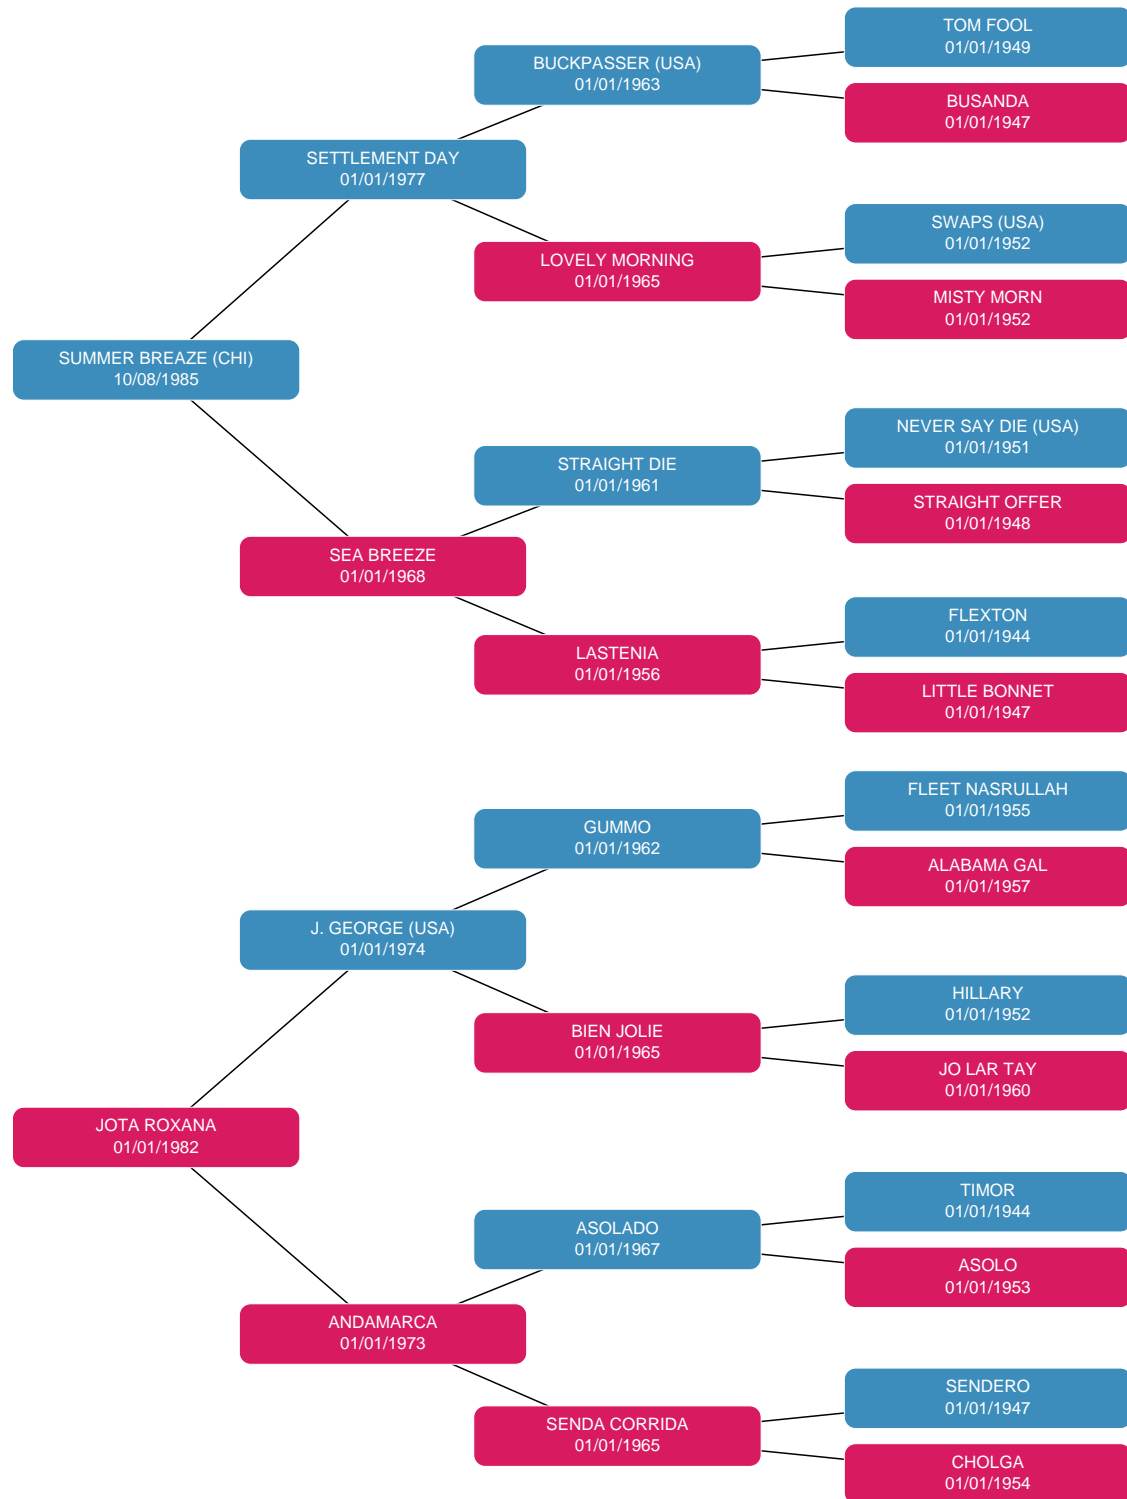 TOM FOOL
01/01/1949
BUCKPASSER (USA)
01/01/1963
BUSANDA
01/01/1947
SETTLEMENT DAY
01/01/1977
SWAPS (USA)
01/01/1952
LOVELY MORNING
01/01/1965
MISTY MORN
01/01/1952
SUMMER BREAZE (CHI)
10/08/1985
NEVER SAY DIE (USA)
01/01/1951
STRAIGHT DIE
01/01/1961
STRAIGHT OFFER
01/01/1948
SEA BREEZE
01/01/1968
FLEXTON
01/01/1944
LASTENIA
01/01/1956
LITTLE BONNET
01/01/1947
FLEET NASRULLAH
01/01/1955
GUMMO
01/01/1962
ALABAMA GAL
01/01/1957
J. GEORGE (USA)
01/01/1974
HILLARY
01/01/1952
BIEN JOLIE
01/01/1965
JO LAR TAY
01/01/1960
JOTA ROXANA
01/01/1982
TIMOR
01/01/1944
ASOLADO
01/01/1967
ASOLO
01/01/1953
ANDAMARCA
01/01/1973
SENDERO
01/01/1947
SENDA CORRIDA
01/01/1965
CHOLGA
01/01/1954